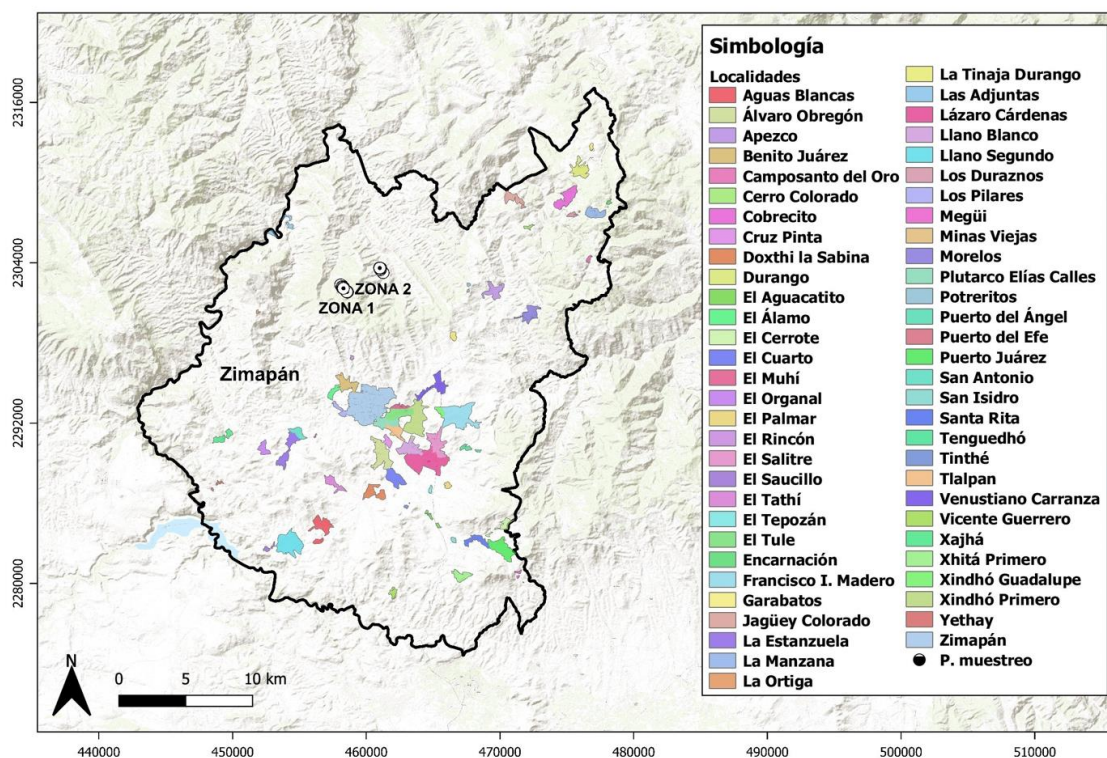 Simbología
Localidades
Aguas Blancas
Álvaro Obregón
Apezco
Benito Juárez
Camposanto del Oro
Cerro Colorado
Cobrecito
Cruz Pinta
Doxthi la Sabina
Durango
El Aguacatito
El Álamo
El Cerrote
El Cuarto
El Muhí
El Organal
El Palmar
El Rincón
El Salitre
El Saucillo
El Tathí
El Tepozán
El Tule
Encarnación
Francisco I. Madero
Garabatos
Jagüey Colorado
La Estanzuela
La Manzana
La Ortiga
La Tinaja Durango
Las Adjuntas
Lázaro Cárdenas
Llano Blanco
Llano Segundo
Los Duraznos
Los Pilares
Megüi
Minas Viejas
Morelos
Plutarco Elías Calles
Potreritos
Puerto del Ángel
Puerto del Efe
Puerto Juárez
San Antonio
San Isidro
Santa Rita
Tenguedhó
Tinthé
Tlalpan
Venustiano Carranza
Vicente Guerrero
Xajhá
Xhitá Primero
Xindhó Guadalupe
Xindhó Primero
Yethay
Zimapán
P. muestreo
ZONA 2
ZONA 1
Zimapán
2316000
2304000
2292000
2280000
N
0 5 10 km
440000 450000 460000 470000 480000 490000 500000 510000